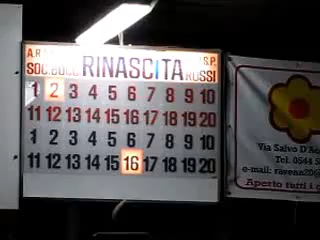 RINASCITA
SOC. BOCC. ROSSI
1 2 3 4 5 6 7 8 9 10
11 12 13 14 15 16 17 18 19 20
1 2 3 4 5 6 7 8 9 10
11 12 13 14 15 16 17 18 19 20
Via Salvo D'Ac
Tel. 0544 5
e-mail: ravenn20@
Aperto tutti i g